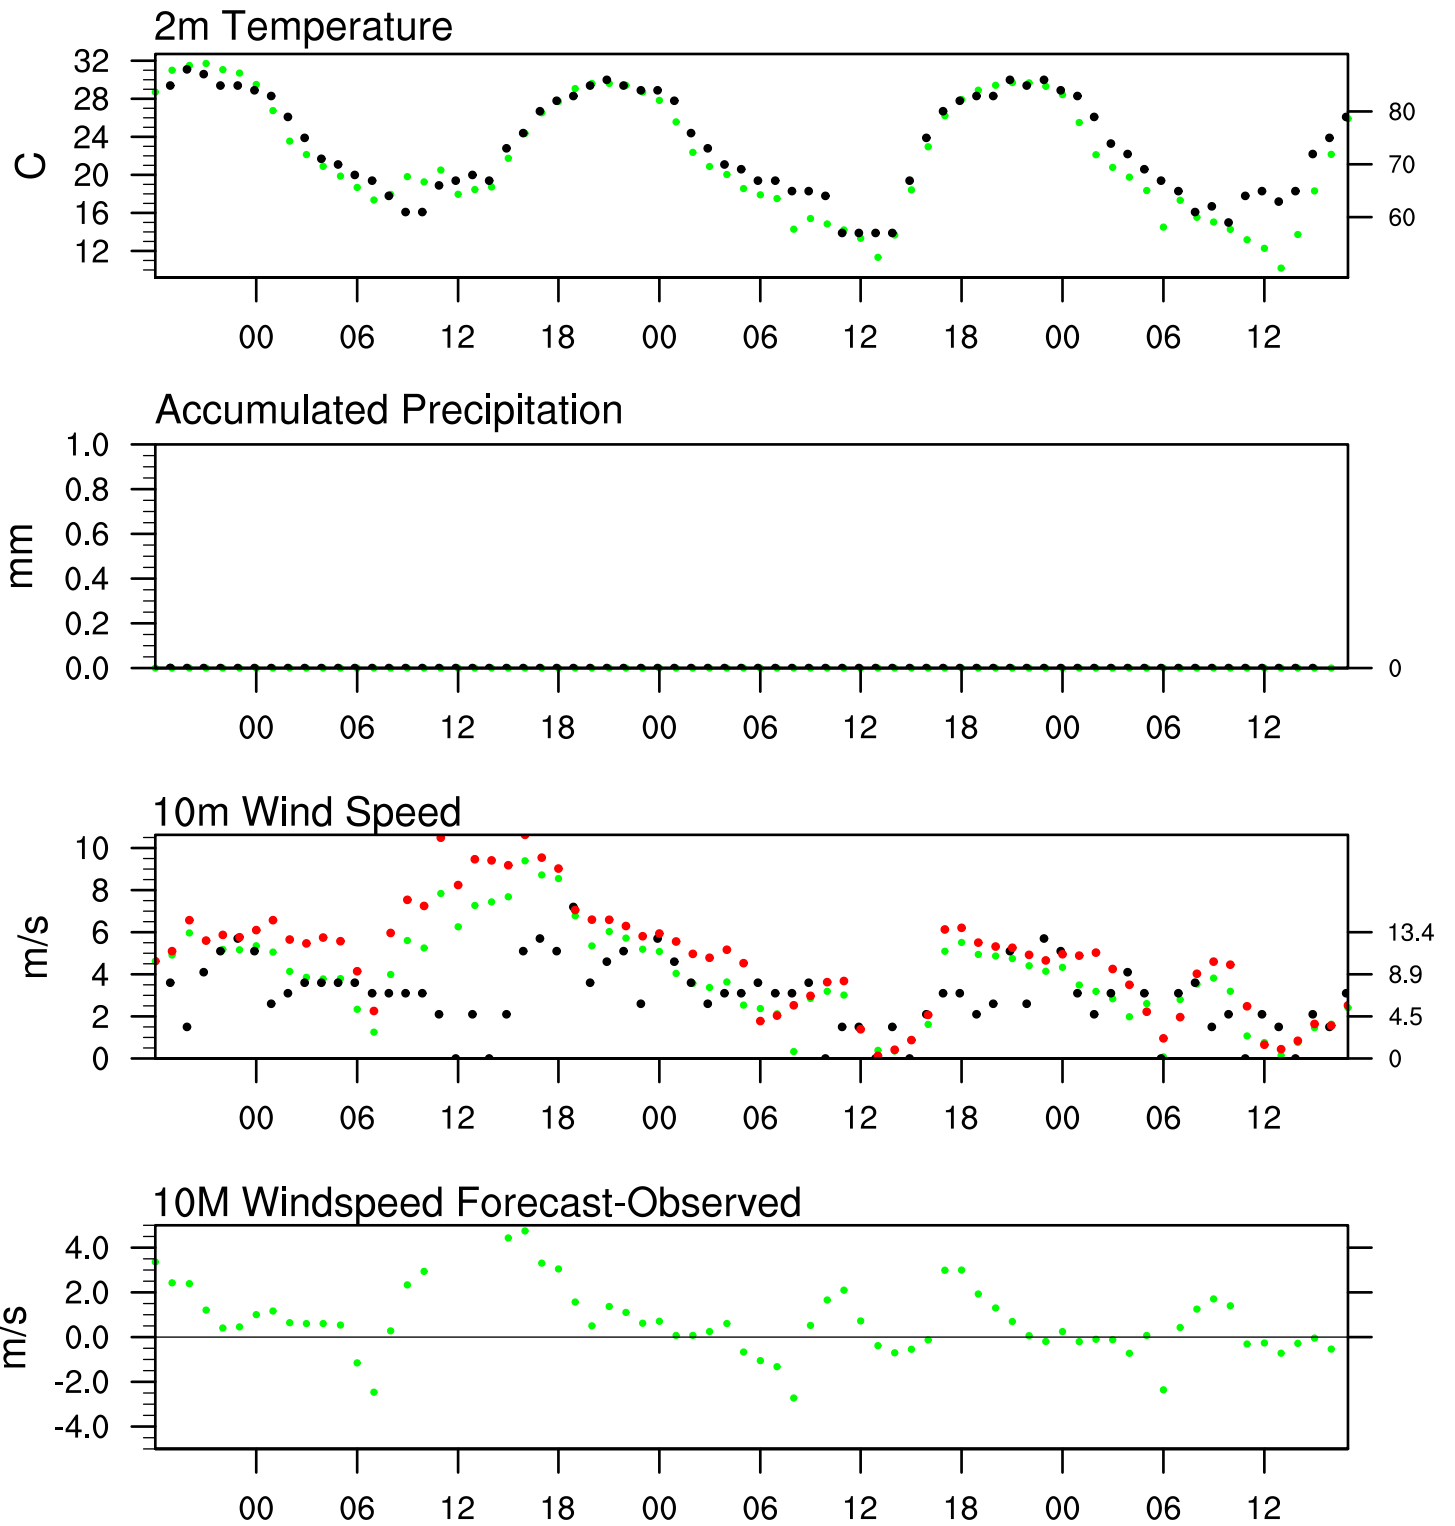 2m Temperature
32
28
24
20
16
12
C
80
70
60
00 06 12 18 00 06 12 18 00 06 12
Accumulated Precipitation
1.0
0.8
0.6
0.4
0.2
0.0
mm
0
00 06 12 18 00 06 12 18 00 06 12
10m Wind Speed
10
8
6
4
2
0
m/s
13.4
8.9
4.5
0
00 06 12 18 00 06 12 18 00 06 12
10M Windspeed Forecast-Observed
4.0
2.0
0.0
-2.0
-4.0
m/s
00 06 12 18 00 06 12 18 00 06 12